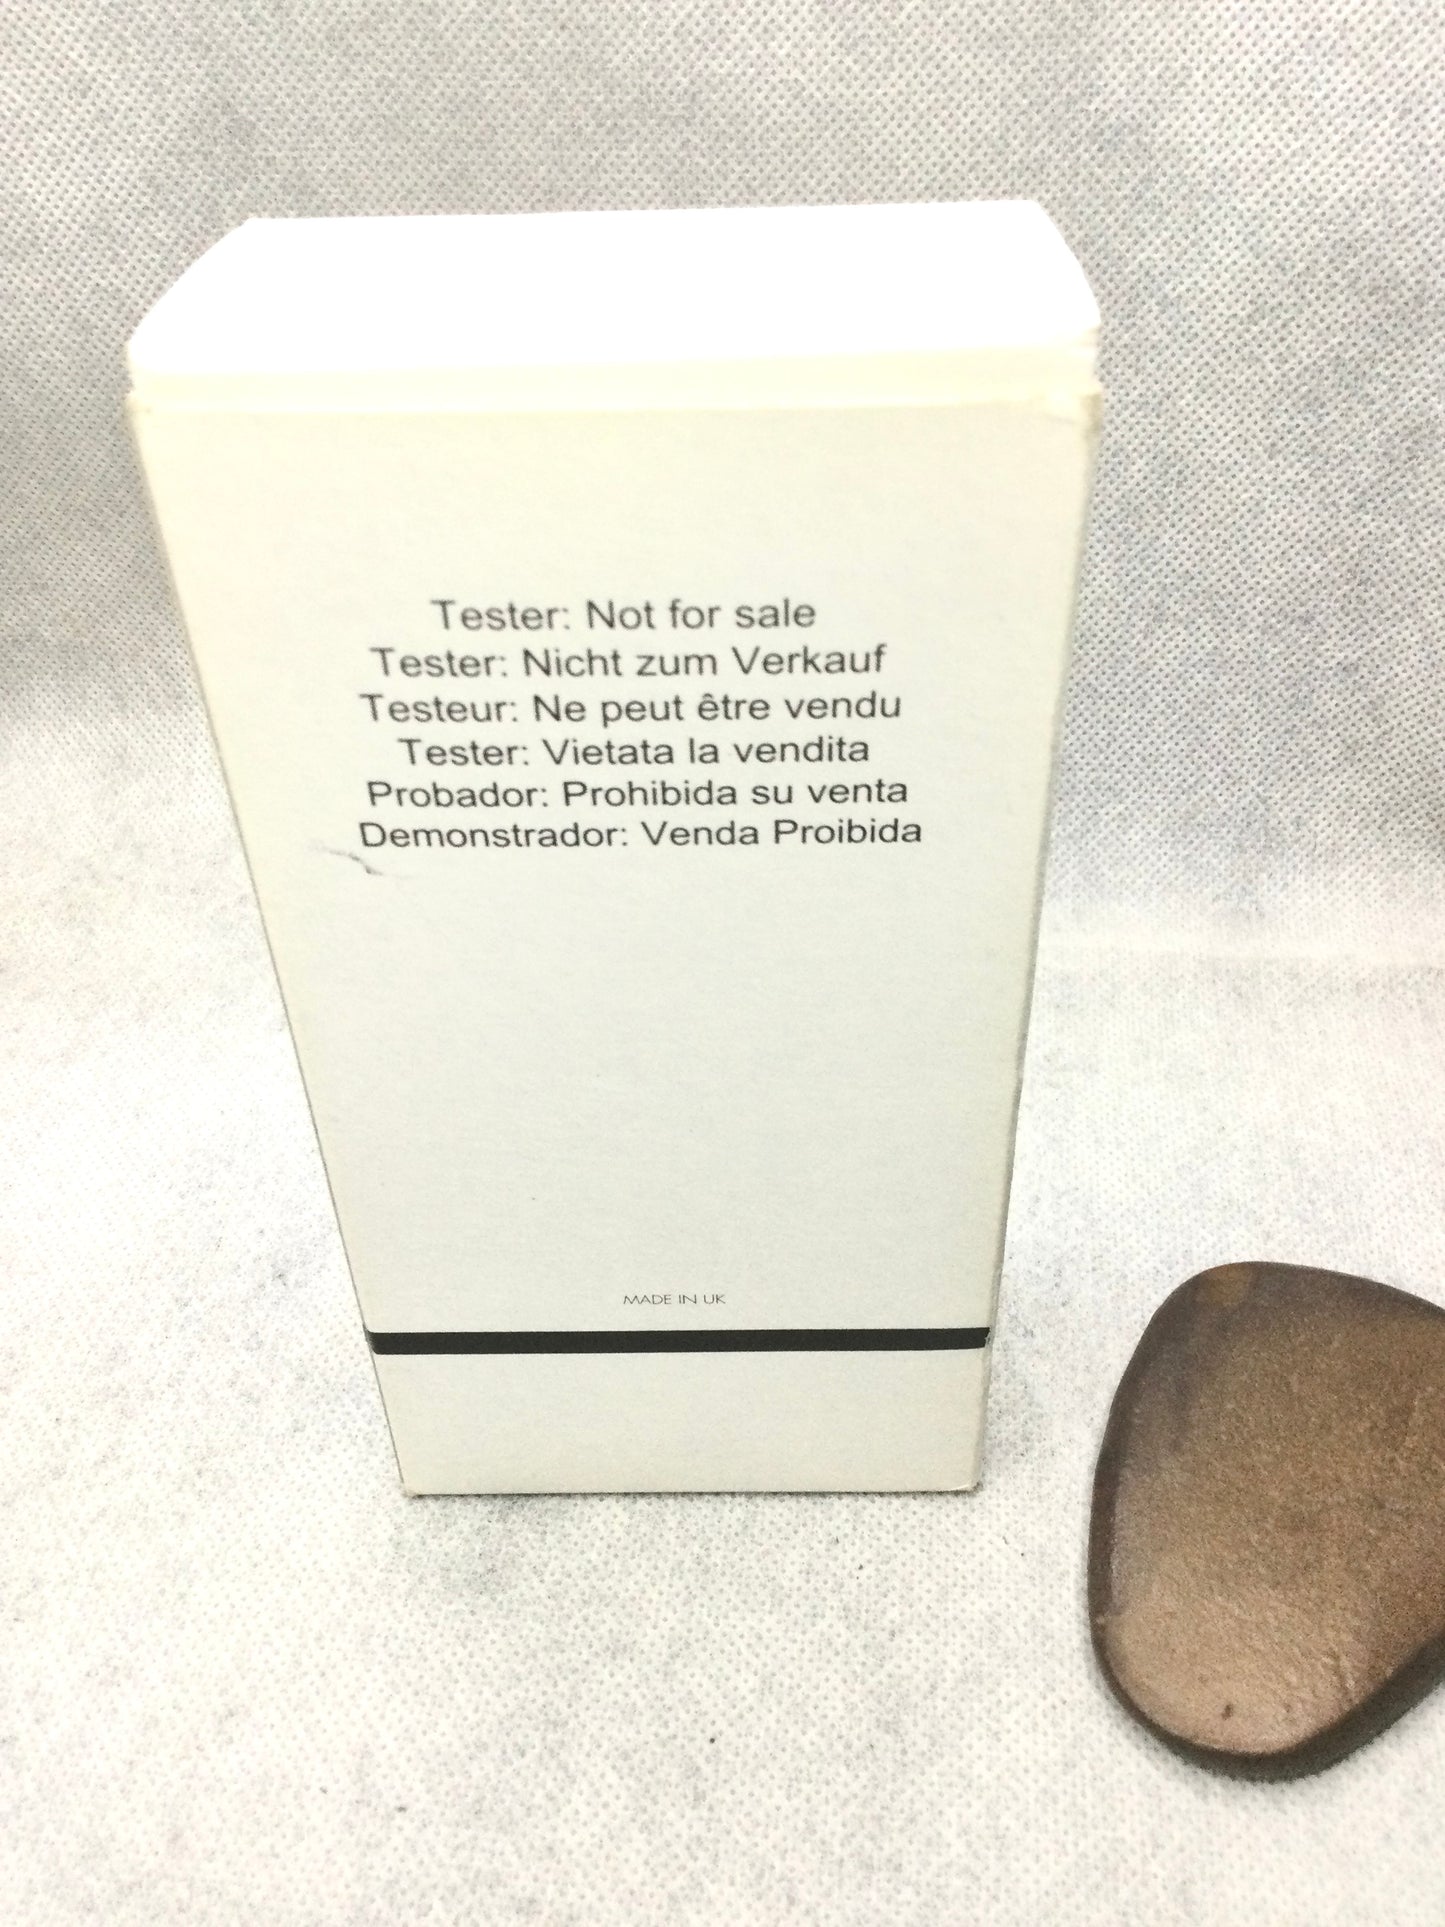 Tester: Not for sale
Tester: Nicht zum Verkauf
Testeur: Ne peut être vendu
Tester: Vietata la vendita
Probador: Prohibida su venta
Demonstrador: Venda Proibida
MADE IN UK